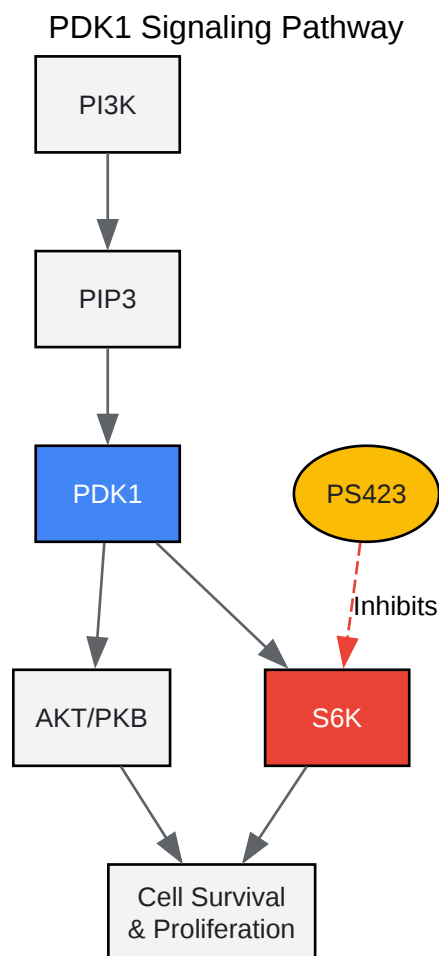 PDK1 Signaling Pathway
PI3K
PIP3
PDK1
PS423
Inhibits
AKT/PKB
S6K
Cell Survival
& Proliferation